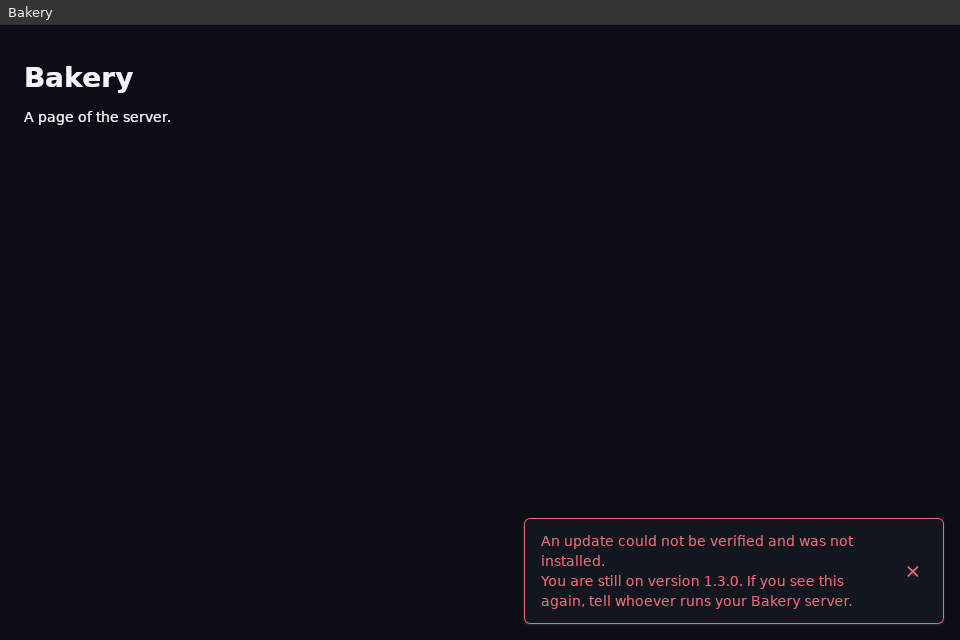 Bakery
Bakery
A page of the server.
An update could not be verified and was not
installed.
You are still on version 1.3.0. If you see this
again, tell whoever runs your Bakery server.